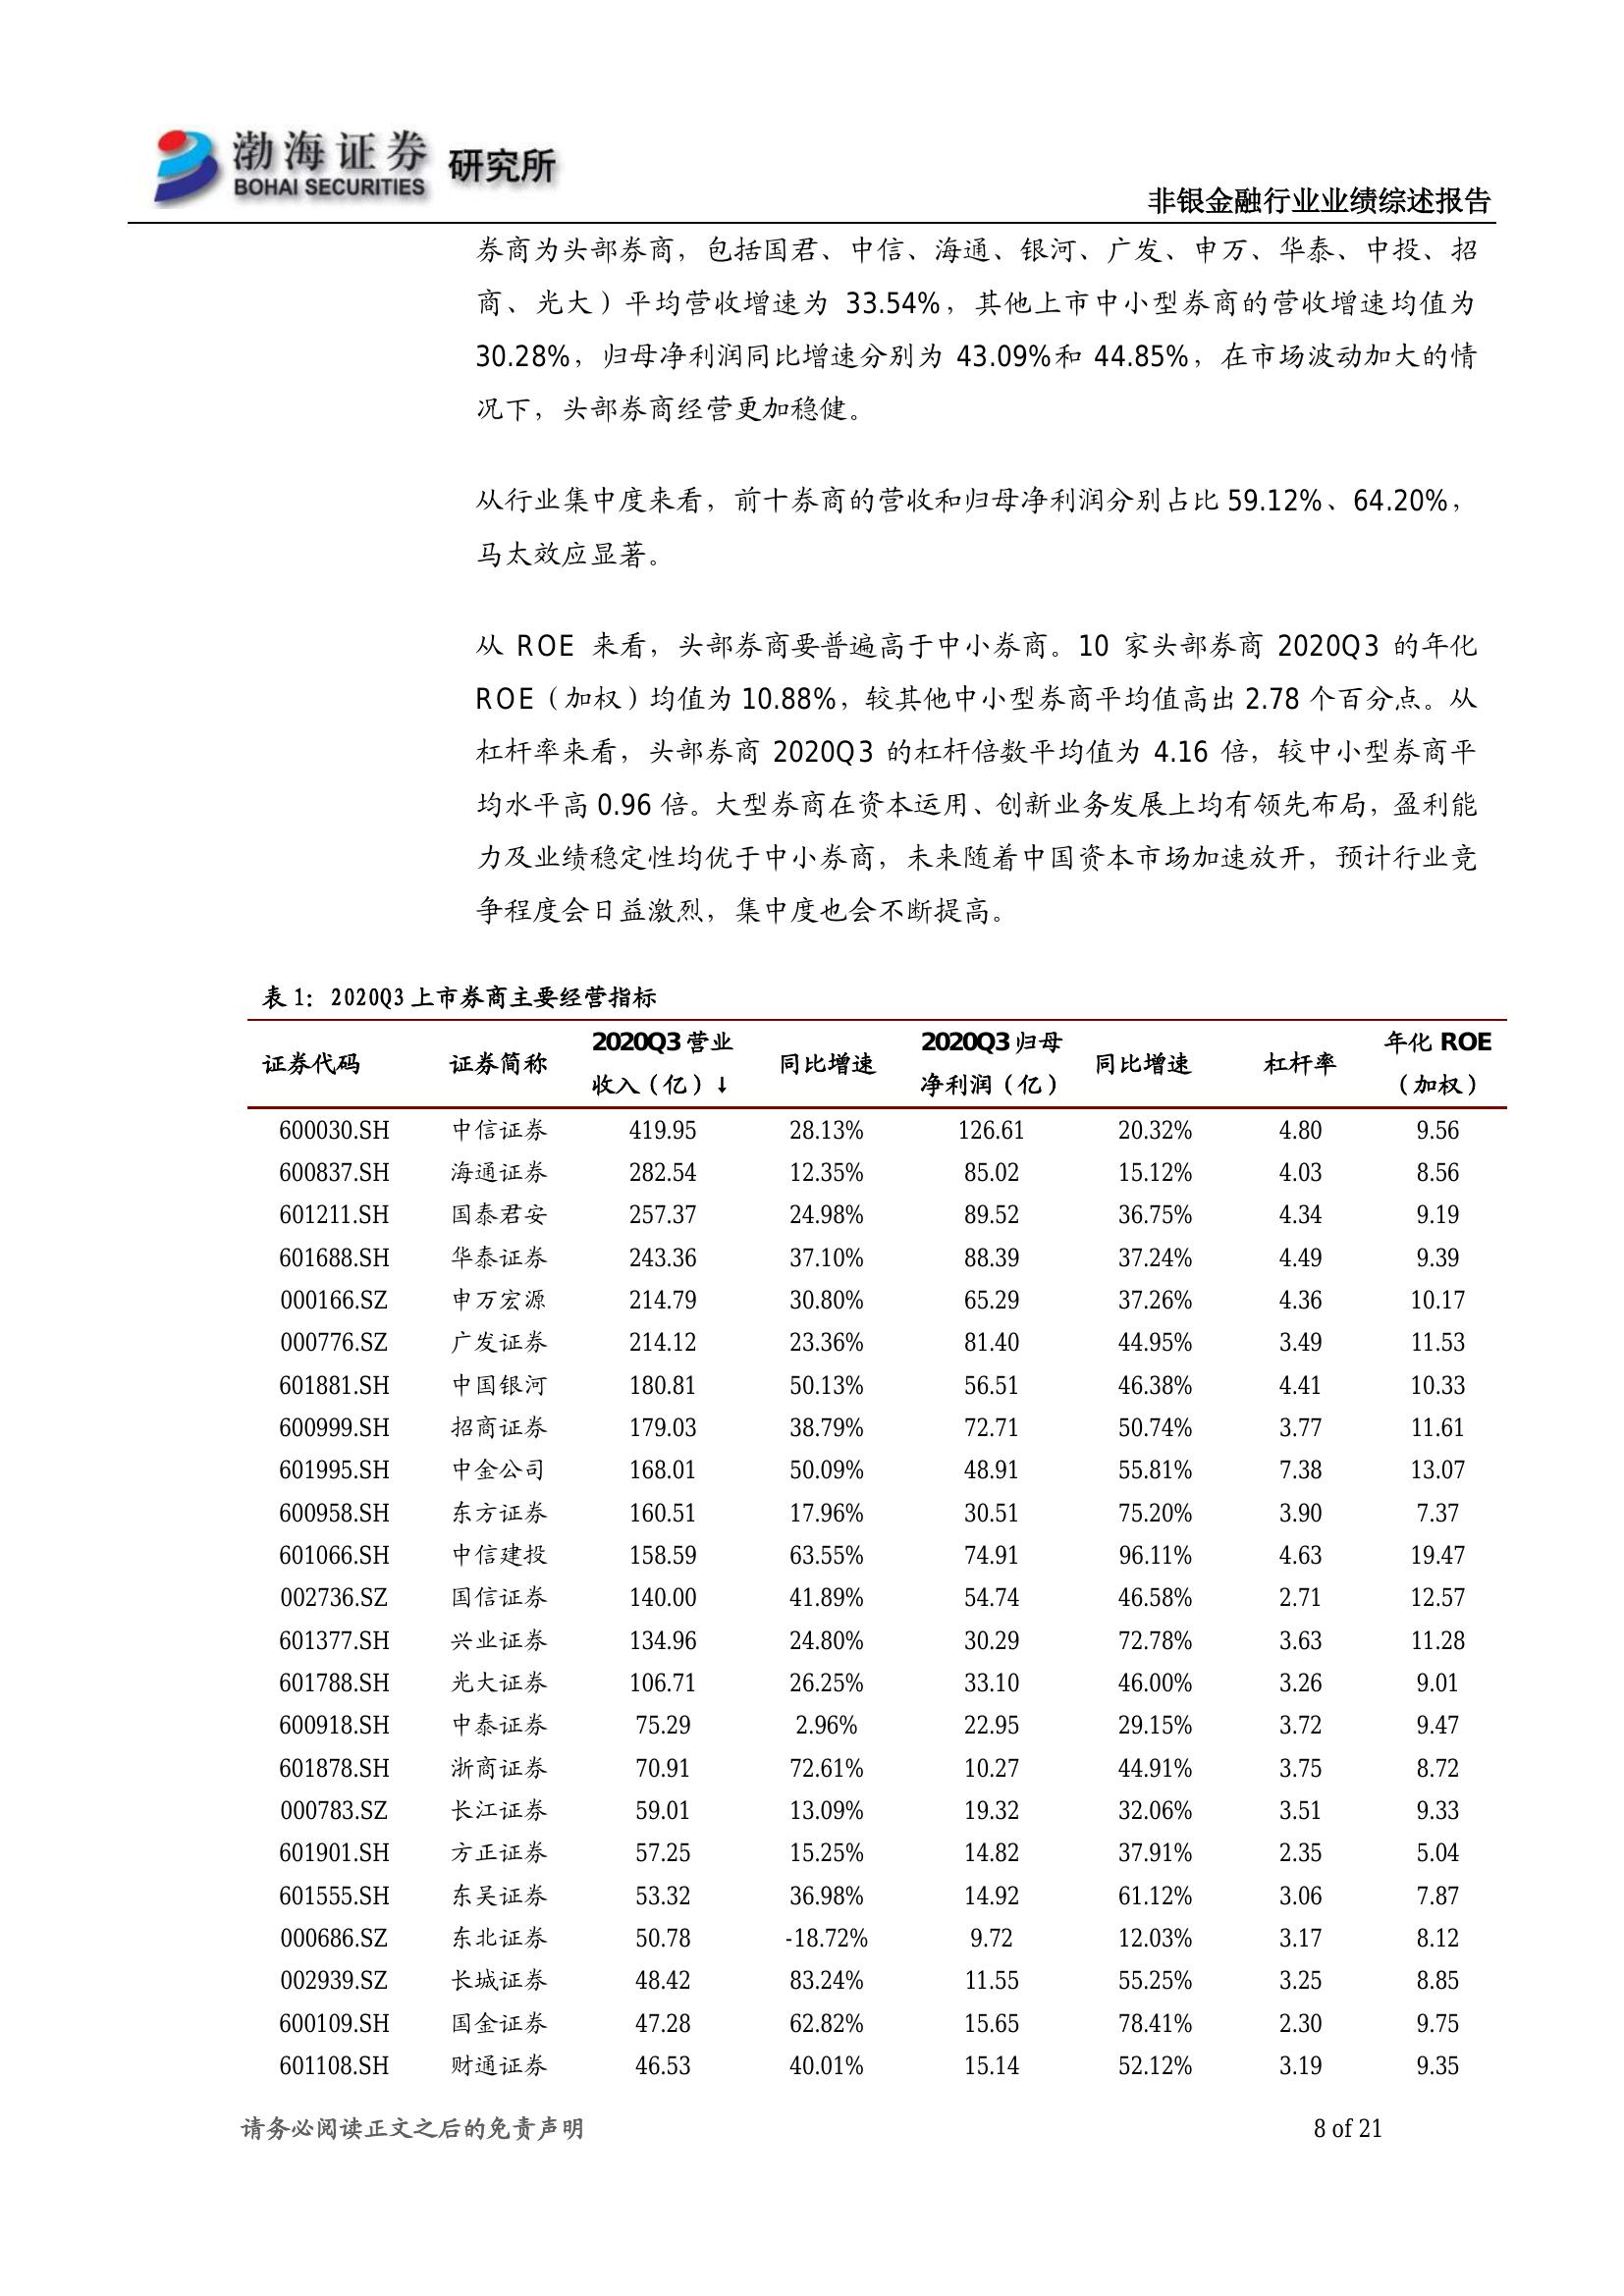 渤海证券 研究所
BOHAI SECURITIES
非银金融行业业绩综述报告
券商为头部券商，包括国君、中信、海通、银河、广发、申万、华泰、中投、招
商、光大）平均营收增速为 33.54%，其他上市中小型券商的营收增速均值为
30.28%，归母净利润同比增速分别为 43.09%和 44.85%，在市场波动加大的情
况下，头部券商经营更加稳健。
从行业集中度来看，前十券商的营收和归母净利润分别占比 59.12%、64.20%，
马太效应显著。
从 ROE 来看，头部券商要普遍高于中小券商。10 家头部券商 2020Q3 的年化
ROE（加权）均值为 10.88%，较其他中小型券商平均值高出 2.78 个百分点。从
杠杆率来看，头部券商 2020Q3 的杠杆倍数平均值为 4.16 倍，较中小型券商平
均水平高 0.96 倍。大型券商在资本运用、创新业务发展上均有领先布局，盈利能
力及业绩稳定性均优于中小券商，未来随着中国资本市场加速放开，预计行业竞
争程度会日益激烈，集中度也会不断提高。
表 1：2020Q3 上市券商主要经营指标
证券代码 证券简称 2020Q3 营业收入（亿）↓ 同比增速 2020Q3 归母净利润（亿） 同比增速 杠杆率 年化 ROE（加权）
600030.SH 中信证券 419.95 28.13% 126.61 20.32% 4.80 9.56
600837.SH 海通证券 282.54 12.35% 85.02 15.12% 4.03 8.56
601211.SH 国泰君安 257.37 24.98% 89.52 36.75% 4.34 9.19
601688.SH 华泰证券 243.36 37.10% 88.39 37.24% 4.49 9.39
000166.SZ 申万宏源 214.79 30.80% 65.29 37.26% 4.36 10.17
000776.SZ 广发证券 214.12 23.36% 81.40 44.95% 3.49 11.53
601881.SH 中国银河 180.81 50.13% 56.51 46.38% 4.41 10.33
600999.SH 招商证券 179.03 38.79% 72.71 50.74% 3.77 11.61
601995.SH 中金公司 168.01 50.09% 48.91 55.81% 7.38 13.07
600958.SH 东方证券 160.51 17.96% 30.51 75.20% 3.90 7.37
601066.SH 中信建投 158.59 63.55% 74.91 96.11% 4.63 19.47
002736.SZ 国信证券 140.00 41.89% 54.74 46.58% 2.71 12.57
601377.SH 兴业证券 134.96 24.80% 30.29 72.78% 3.63 11.28
601788.SH 光大证券 106.71 26.25% 33.10 46.00% 3.26 9.01
600918.SH 中泰证券 75.29 2.96% 22.95 29.15% 3.72 9.47
601878.SH 浙商证券 70.91 72.61% 10.27 44.91% 3.75 8.72
000783.SZ 长江证券 59.01 13.09% 19.32 32.06% 3.51 9.33
601901.SH 方正证券 57.25 15.25% 14.82 37.91% 2.35 5.04
601555.SH 东吴证券 53.32 36.98% 14.92 61.12% 3.06 7.87
000686.SZ 东北证券 50.78 -18.72% 9.72 12.03% 3.17 8.12
002939.SZ 长城证券 48.42 83.24% 11.55 55.25% 3.25 8.85
600109.SH 国金证券 47.28 62.82% 15.65 78.41% 2.30 9.75
601108.SH 财通证券 46.53 40.01% 15.14 52.12% 3.19 9.35
请务必阅读正文之后的免责声明 8 of 21